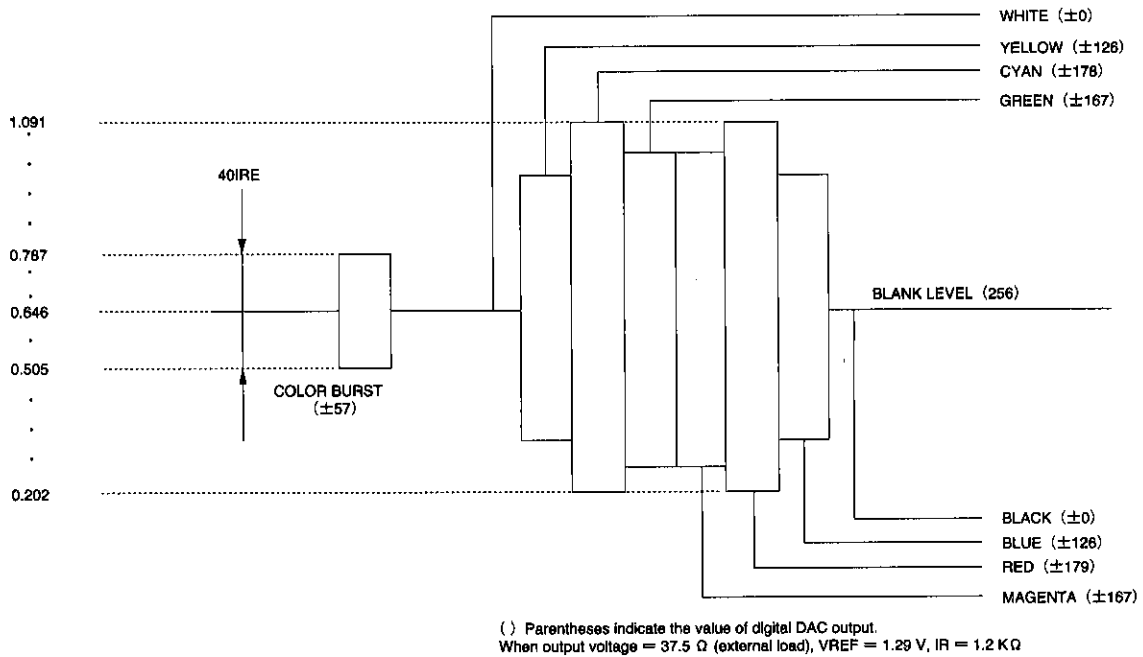 WHITE (±0)
YELLOW (±126)
CYAN (±178)
GREEN (±167)
1.091
40IRE
0.787
BLANK LEVEL (256)
0.646
0.505
COLOR BURST
(±57)
0.202
BLACK (±0)
BLUE (±126)
RED (±179)
MAGENTA (±167)
( ) Parentheses indicate the value of digital DAC output.
When output voltage = 37.5 Ω (external load), VREF = 1.29 V, IR = 1.2 KΩ